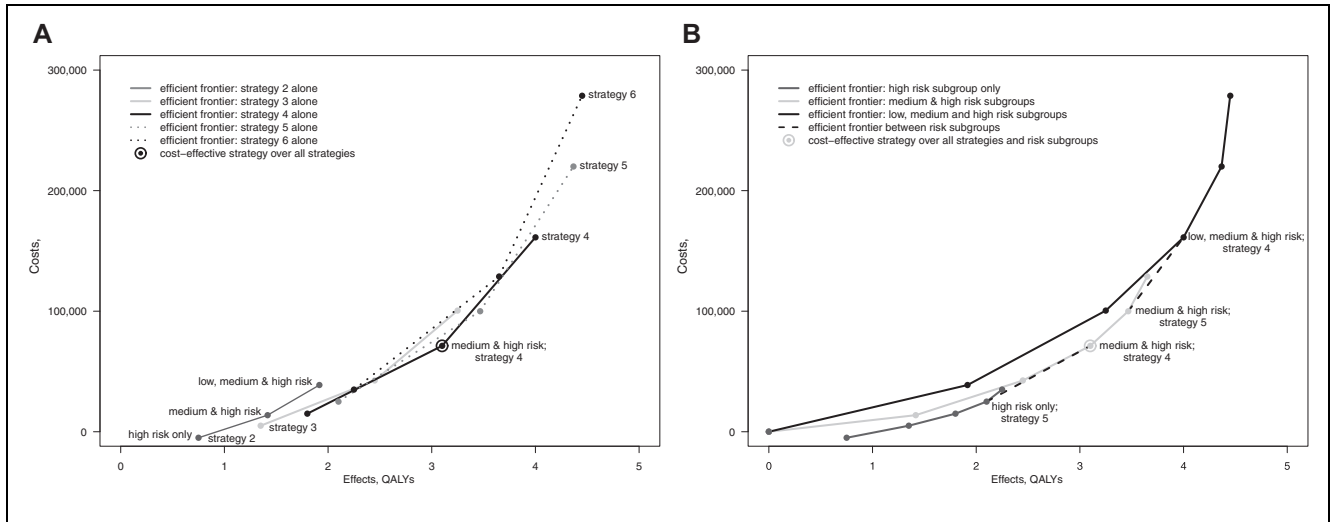 A
300,000
200,000
100,000
0
Costs,
0
1
2
3
4
5
Effects, QALYs
efficient frontier: strategy 2 alone
efficient frontier: strategy 3 alone
efficient frontier: strategy 4 alone
efficient frontier: strategy 5 alone
efficient frontier: strategy 6 alone
cost–effective strategy over all strategies
strategy 6
strategy 5
strategy 4
medium & high risk;
strategy 4
low, medium & high risk
medium & high risk
high risk only
strategy 2
strategy 3
B
300,000
200,000
100,000
0
Costs,
0
1
2
3
4
5
Effects, QALYs
efficient frontier: high risk subgroup only
efficient frontier: medium & high risk subgroups
efficient frontier: low, medium and high risk subgroups
efficient frontier between risk subgroups
cost–effective strategy over all strategies and risk subgroups
low, medium & high risk;
strategy 4
medium & high risk;
strategy 5
medium & high risk;
strategy 4
high risk only;
strategy 5